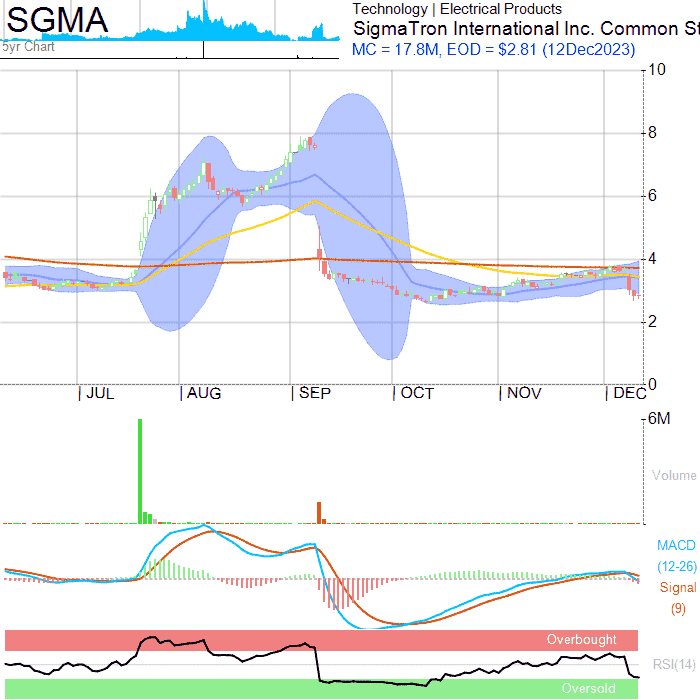 SGMA
5yr Chart
Technology | Electrical Products
SigmaTron International Inc. Common St
MC = 17.8M, EOD = $2.81 (12Dec2023)
10
8
6
4
2
0
JUL
AUG
SEP
OCT
NOV
DEC
6M
Volume
MACD
(12-26)
Signal
(9)
Overbought
RSI(14)
Oversold